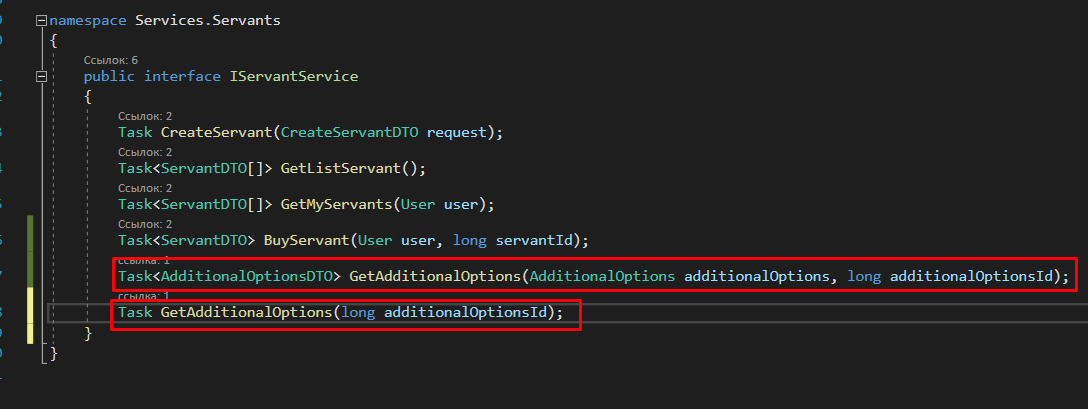 namespace Services.Servants
{
Ссылок: 6
public interface IServantService
{
Ссылок: 2
Task CreateServant(CreateServantDTO request);
Ссылок: 2
Task<ServantDTO[]> GetListServant();
Ссылок: 2
Task<ServantDTO[]> GetMyServants(User user);
Ссылок: 2
Task<ServantDTO> BuyServant(User user, long servantId);
ссылка: 1
Task<AdditionalOptionsDTO> GetAdditionalOptions(AdditionalOptions additionalOptions, long additionalOptionsId);
ссылка: 1
Task GetAdditionalOptions(long additionalOptionsId);
}
}